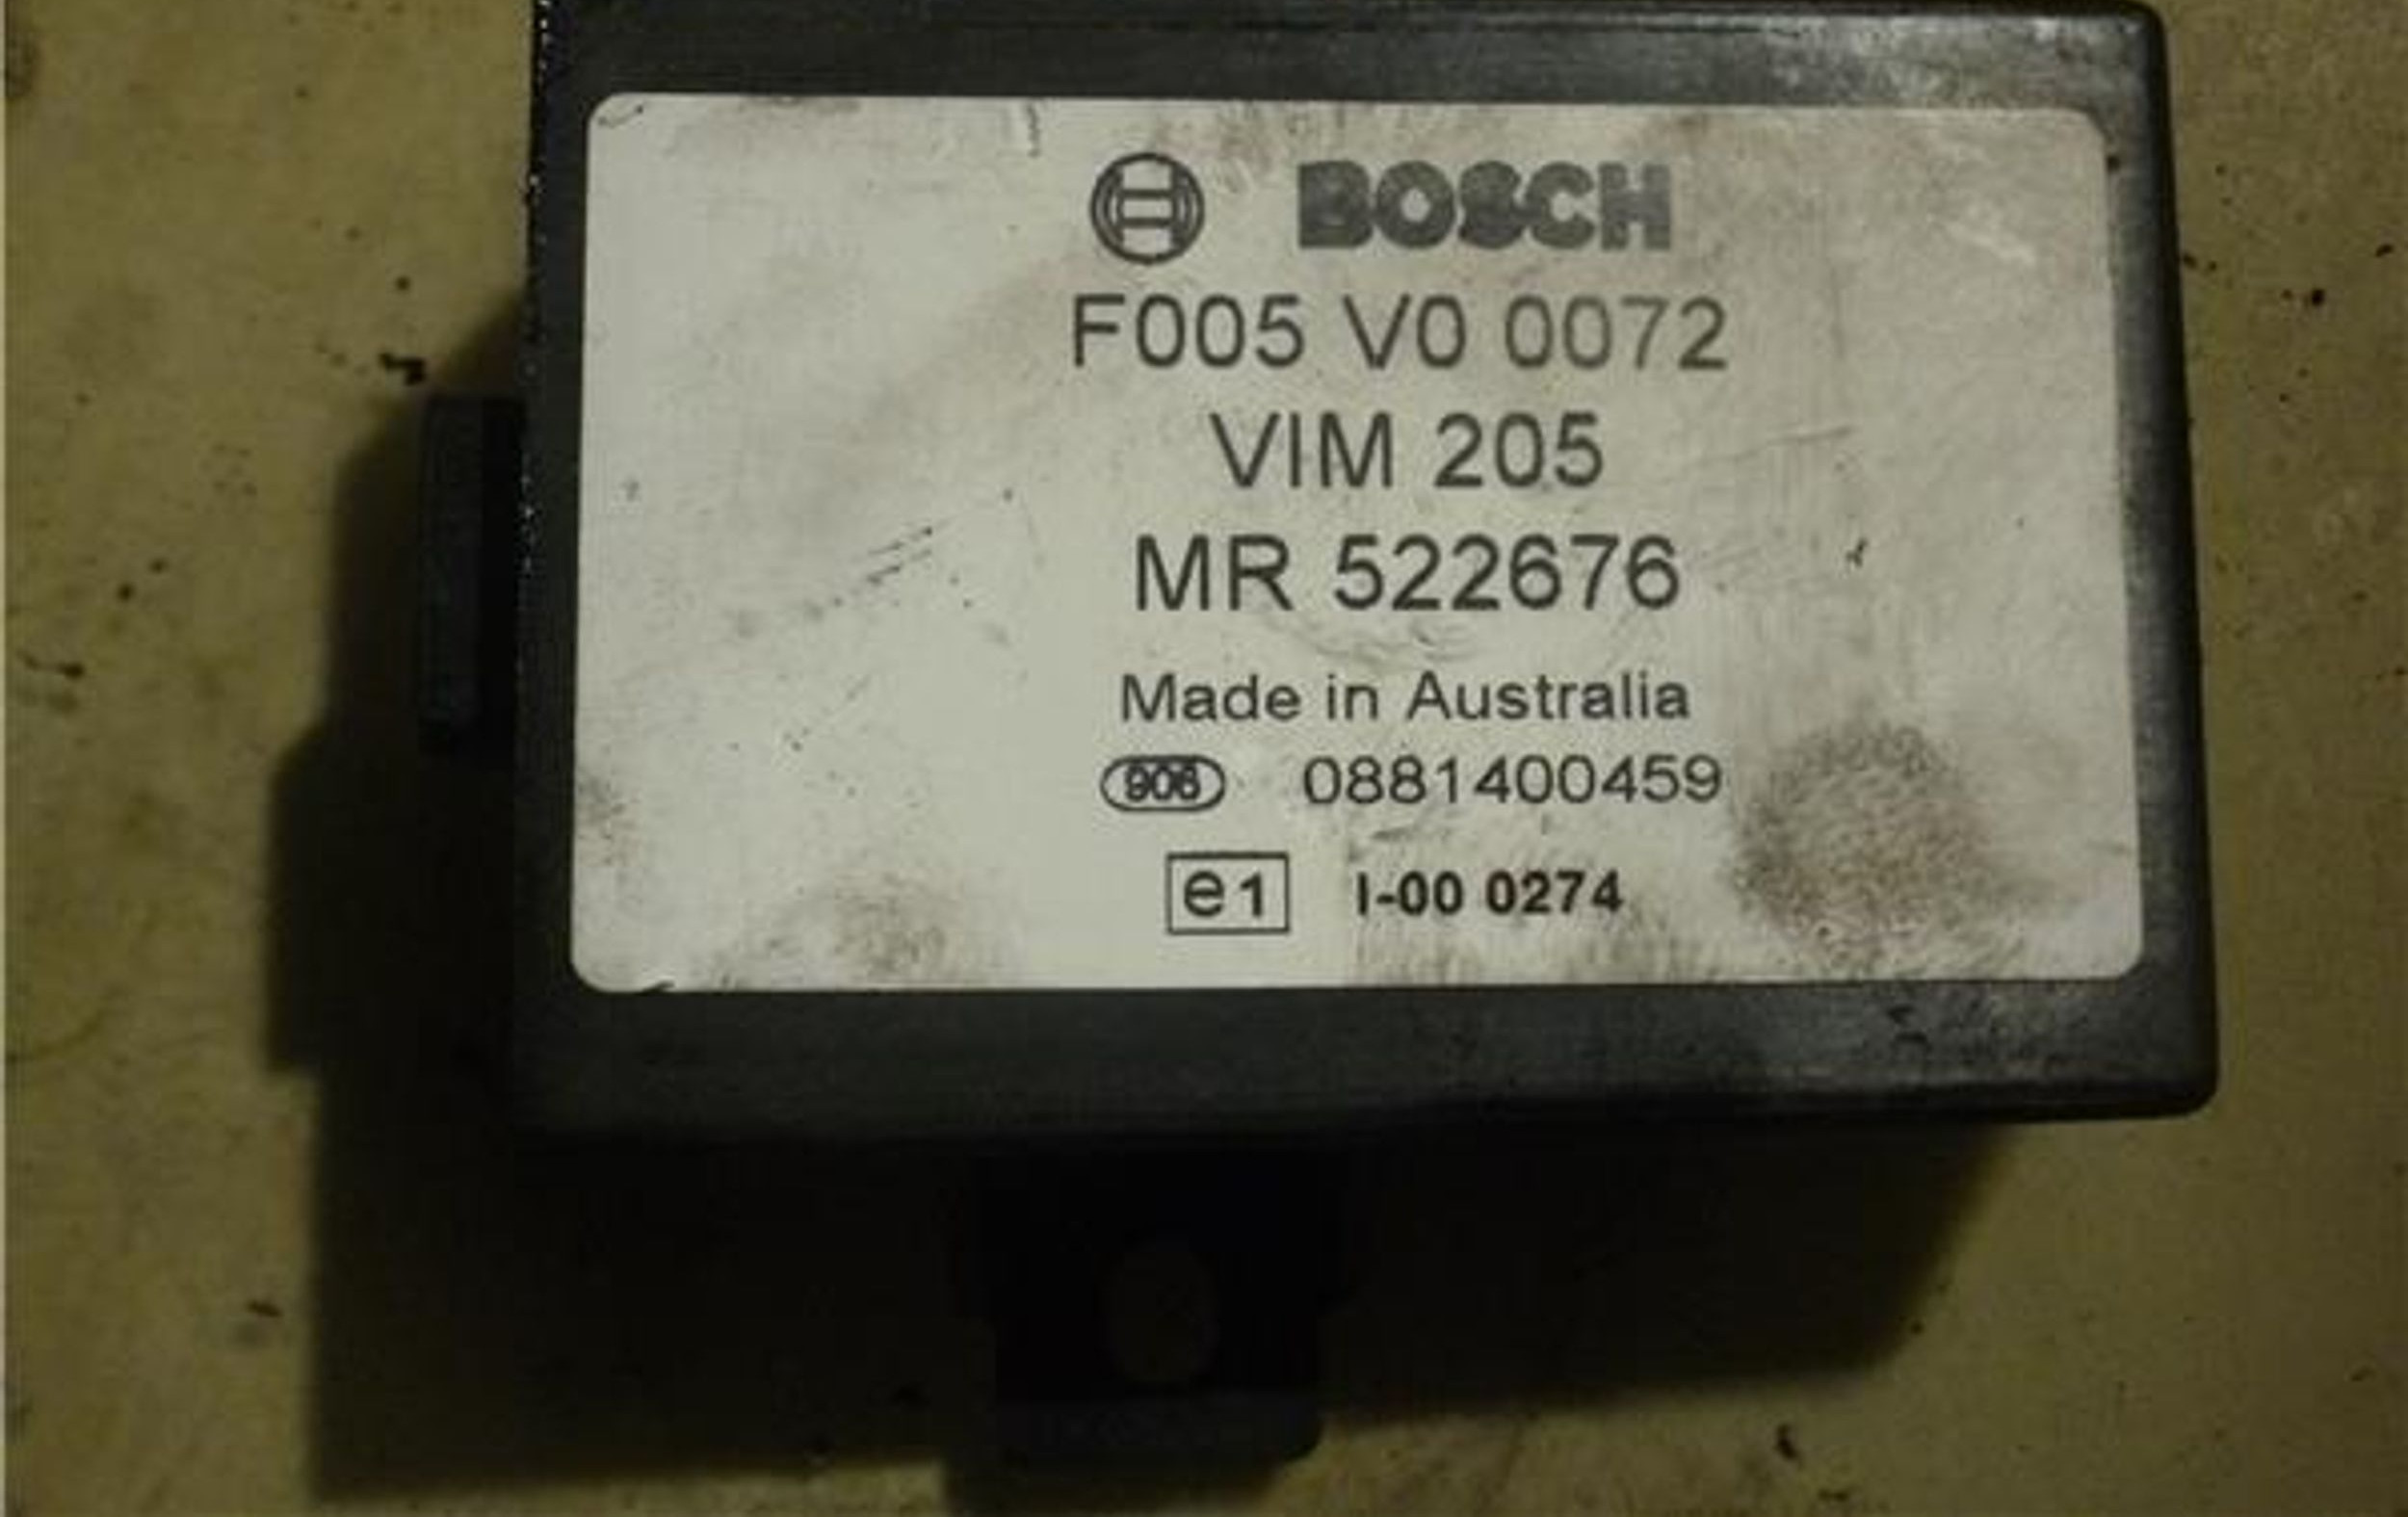 BOSCH
F005 V0 0072
VIM 205
MR 522676
Made in Australia
906 0881400459
e1 I-00 0274